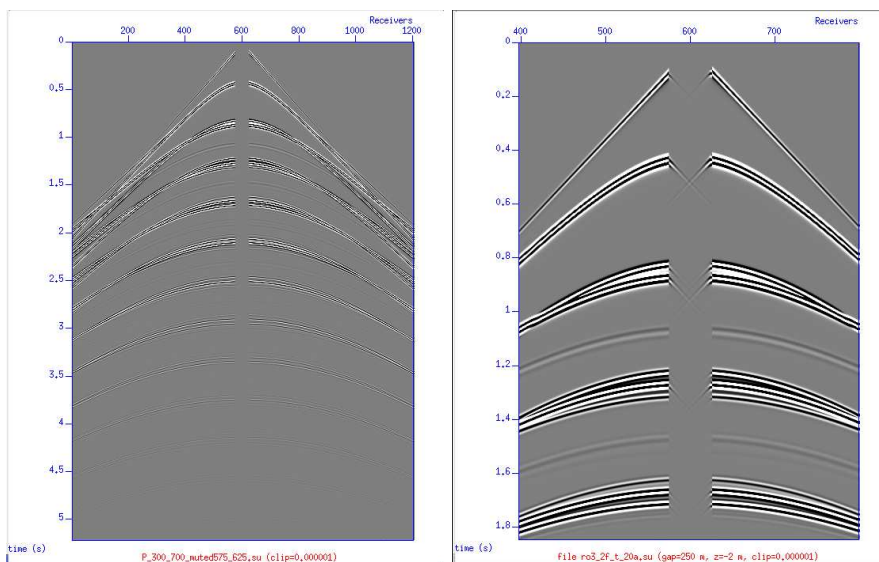 Receivers
200 600 1000 1200
0
0.5
1
1.5
2
2.5
3
3.5
4
4.5
5
time (s)
P_300_700_muted575_625.su (clip=0.000001)
Receivers
400 500 600 700
0
0.2
0.4
0.6
0.8
1
1.2
1.4
1.6
1.8
time (s)
file ro3_2f_t_20a.su (gap=250 m, z=-2 m, clip=0.000001)